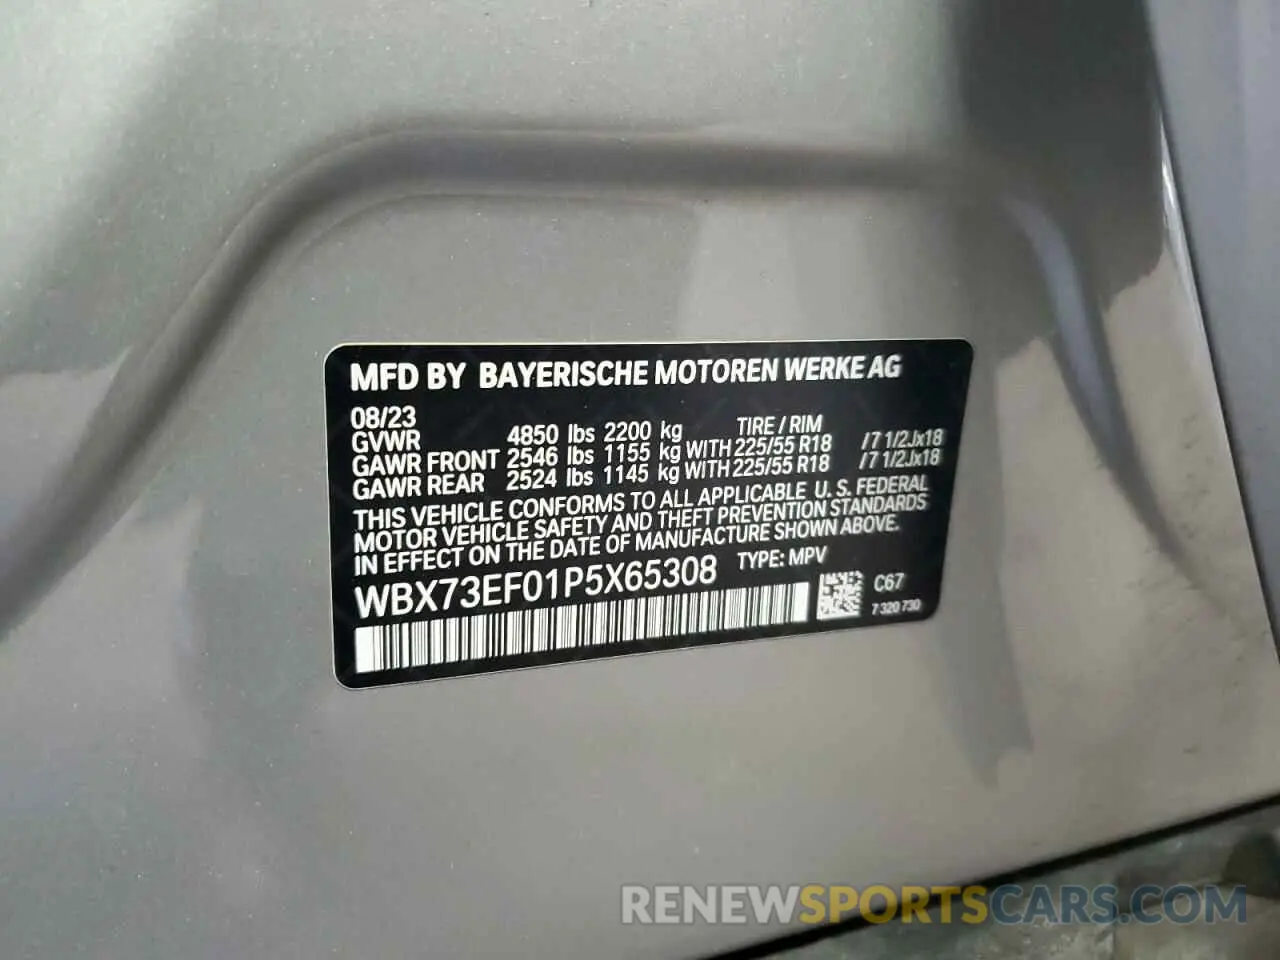 MFD BY BAYERISCHE MOTOREN WERKE AG
08/23
GVWR 4850 lbs 2200 kg TIRE / RIM
GAWR FRONT 2546 lbs 1155 kg WITH 225/55 R18 /7 1/2Jx18
GAWR REAR 2524 lbs 1145 kg WITH 225/55 R18 /7 1/2Jx18
THIS VEHICLE CONFORMS TO ALL APPLICABLE U. S. FEDERAL
MOTOR VEHICLE SAFETY AND THEFT PREVENTION STANDARDS
IN EFFECT ON THE DATE OF MANUFACTURE SHOWN ABOVE.
WBX73EF01P5X65308 TYPE: MPV
C67
7 320 730
RENEWSPORTSCARS.COM